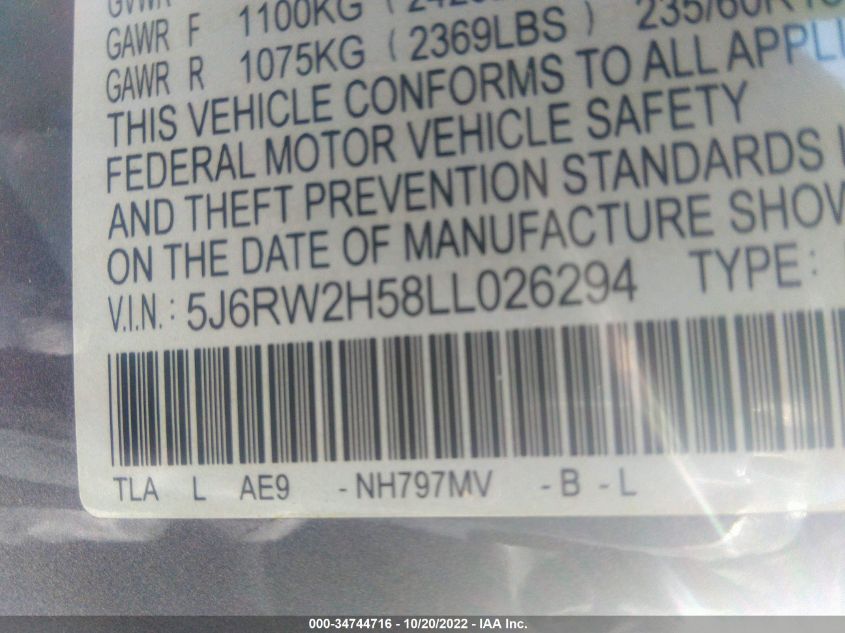 GAWR F 1100KG (
GAWR R 1075KG ( 2369LBS )
THIS VEHICLE CONFORMS TO ALL
FEDERAL MOTOR VEHICLE SAFETY
AND THEFT PREVENTION STANDARDS
ON THE DATE OF MANUFACTURE
V.I.N.: 5J6RW2H58LL026294 TYPE:
TLA L AE9 -NH797MV -B -L
000-34744716 - 10/20/2022 - IAA Inc.